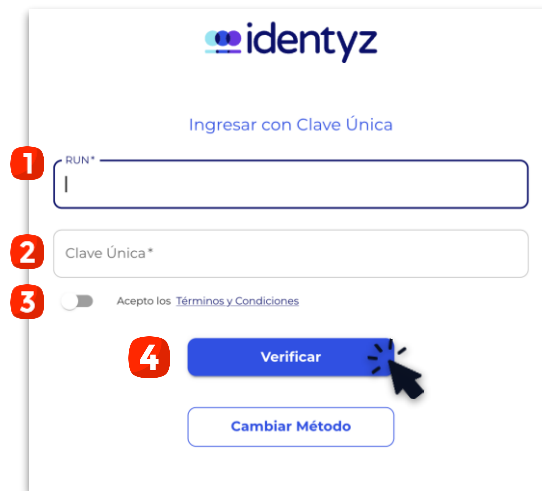 identyz
Ingresar con Clave Única
1
RUN*
2
Clave Única*
3
Acepto los Términos y Condiciones
4
Verificar
Cambiar Método